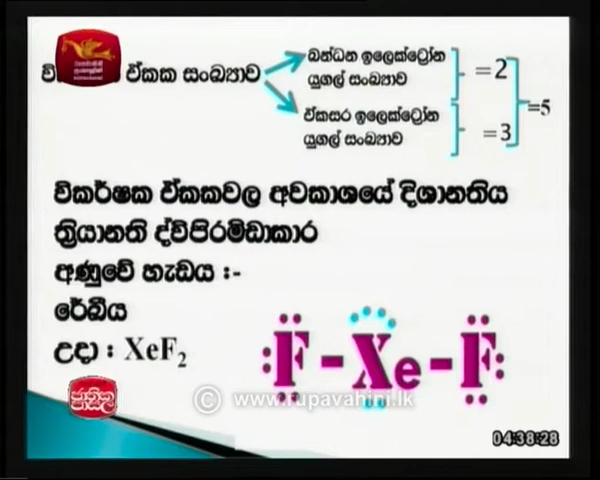 වි ඒකක සංඛ්‍යාව
බන්ධන ඉලෙක්ට්‍රෝන
යුගල් සංඛ්‍යාව
= 2
ඒකසර ඉලෙක්ට්‍රෝන
යුගල් සංඛ්‍යාව
= 3
=5
විකර්ෂක ඒකකවල අවකාශයේ දිශානතිය
ත්‍රියානති ද්විපිරමිඩාකාර
අණුවේ හැඩය :-
රේඛීය
උදා : XeF₂
F - Xe - F
ජාතික
පාසල
© www.rupavahini.lk
04:38:28